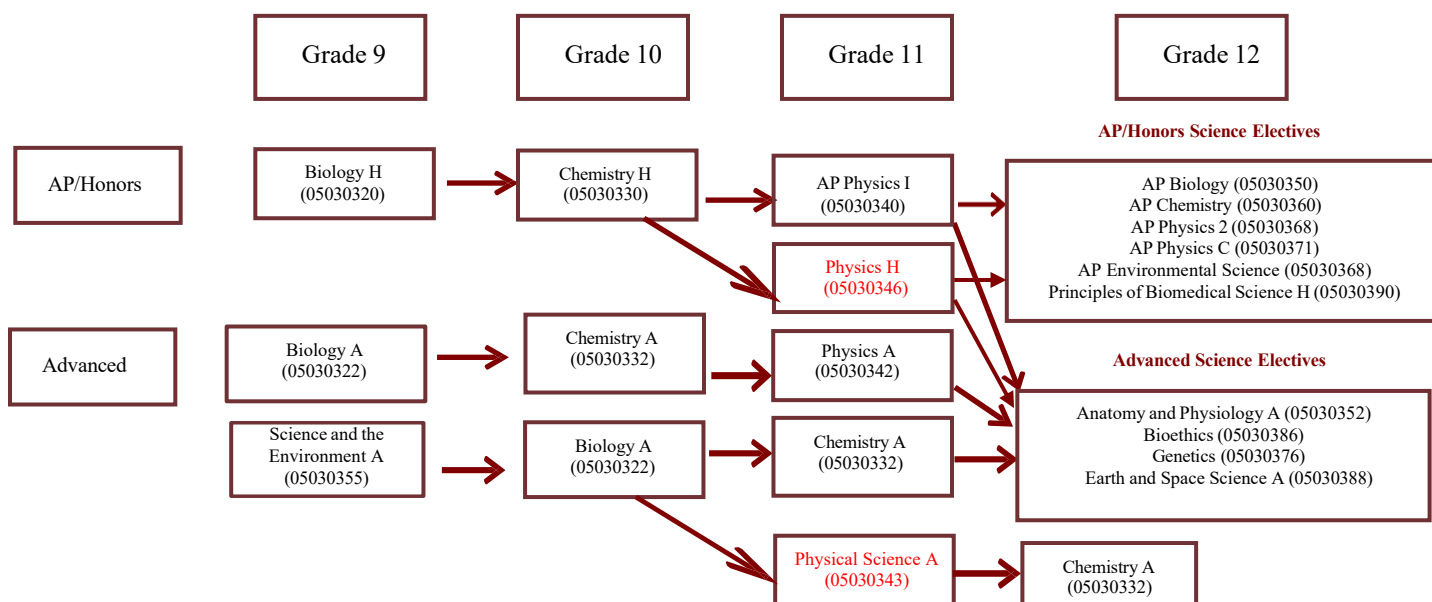 Grade 9
Grade 10
Grade 11
Grade 12
AP/Honors Science Electives
AP/Honors
Biology H
(05030320)
Chemistry H
(05030330)
AP Physics I
(05030340)
AP Biology (05030350)
AP Chemistry (05030360)
AP Physics 2 (05030368)
AP Physics C (05030371)
AP Environmental Science (05030368)
Principles of Biomedical Science H (05030390)
Physics H
(05030346)
Advanced
Biology A
(05030322)
Chemistry A
(05030332)
Physics A
(05030342)
Advanced Science Electives
Anatomy and Physiology A (05030352)
Bioethics (05030386)
Genetics (05030376)
Earth and Space Science A (05030388)
Science and the
Environment A
(05030355)
Biology A
(05030322)
Chemistry A
(05030332)
Physical Science A
(05030343)
Chemistry A
(05030332)